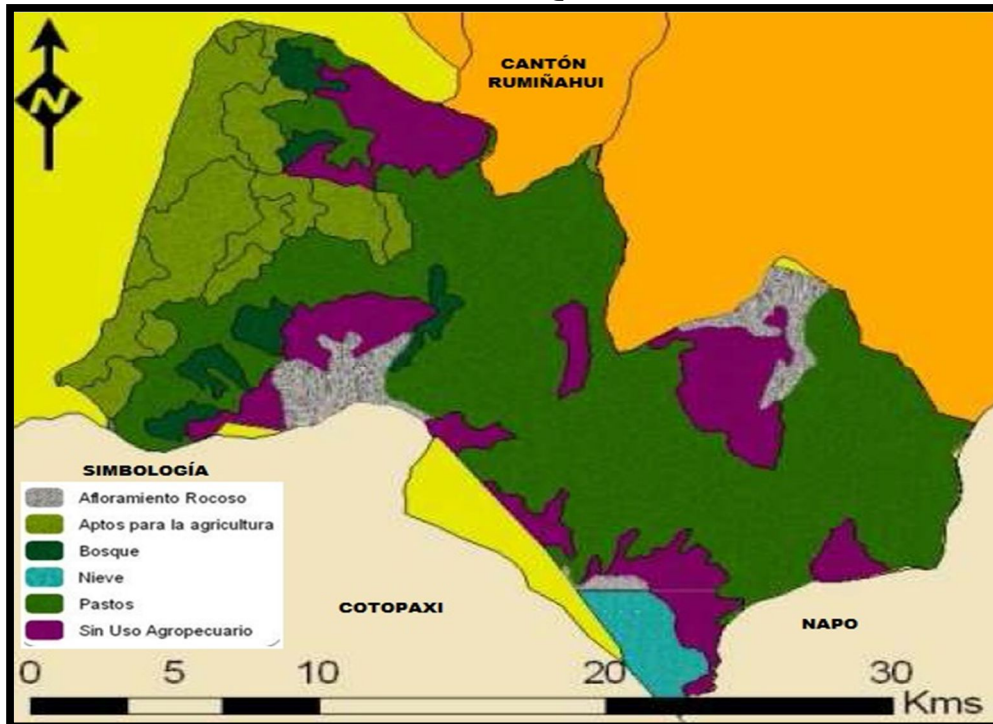 N
CANTÓN
RUMIÑAHUI
SIMBOLOGÍA
Afloramiento Rocoso
Aptos para la agricultura
Bosque
Nieve
Pastos
Sin Uso Agropecuario
COTOPAXI
NAPO
0 5 10 20 30
Kms